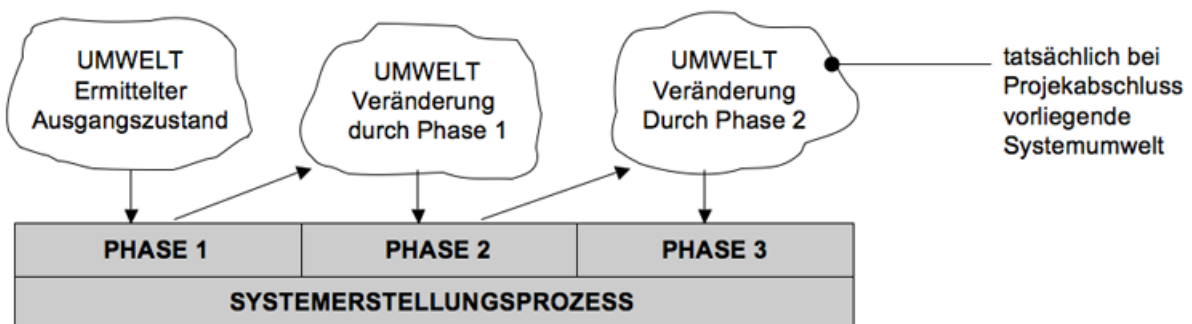 UMWELT
Ermittelter
Ausgangszustand
UMWELT
Veränderung
durch Phase 1
UMWELT
Veränderung
Durch Phase 2
tatsächlich bei
Projekabschluss
vorliegende
Systemumwelt
PHASE 1
PHASE 2
PHASE 3
SYSTEMERSTELLUNGSPROZESS